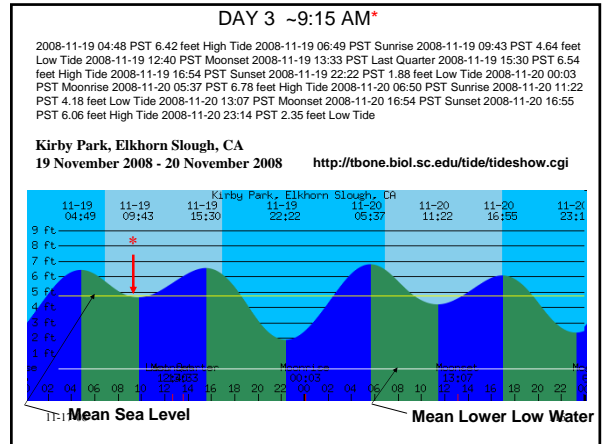 DAY 3 ~9:15 AM*
2008-11-19 04:48 PST 6.42 feet High Tide 2008-11-19 06:49 PST Sunrise 2008-11-19 09:43 PST 4.64 feet
Low Tide 2008-11-19 12:40 PST Moonset 2008-11-19 13:33 PST Last Quarter 2008-11-19 15:30 PST 6.54
feet High Tide 2008-11-19 16:54 PST Sunset 2008-11-19 22:22 PST 1.88 feet Low Tide 2008-11-20 00:03
PST Moonrise 2008-11-20 05:37 PST 6.78 feet High Tide 2008-11-20 06:50 PST Sunrise 2008-11-20 11:22
PST 4.18 feet Low Tide 2008-11-20 13:07 PST Moonset 2008-11-20 16:54 PST Sunset 2008-11-20 16:55
PST 6.06 feet High Tide 2008-11-20 23:14 PST 2.35 feet Low Tide
Kirby Park, Elkhorn Slough, CA
19 November 2008 - 20 November 2008 http://tbone.biol.sc.edu/tide/tideshow.cgi
Kirby Park, Elkhorn Slough, CA
11-19 11-19 11-19 11-19 11-20 11-20 11-20 11-20
04:49 09:43 15:30 22:22 05:37 11:22 16:55 23:1
9 ft
8 ft
*
7 ft
6 ft
5 ft
4 ft
3 ft
2 ft
1 ft
Moonset
00:03 13:07
02 04 06 08 10 12 14 16 18 20 22 02 04 06 08 10 12 14 16 18 20 22
Mean Sea Level
Mean Lower Low Water